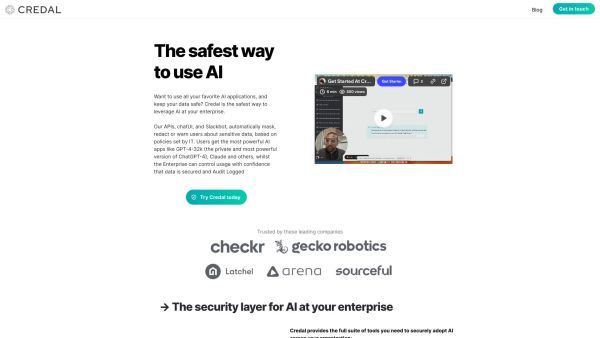 CREDAL
Blog
Get in touch
The safest way
to use AI
Want to use all your favorite AI applications, and
keep your data safe? Credal is the safest way to
leverage AI at your enterprise.
Our APIs, chatUI, and Slackbot, automatically mask,
redact or warn users about sensitive data, based on
policies set by IT. Users get the most powerful AI
apps like GPT-4-32k (the private and most powerful
version of ChatGPT-4), Claude and others, whilst
the Enterprise can control usage with confidence
that data is secured and Audit Logged
Get Started At Cr...
Get Starte
2
6 min
300 views
Try Credal today
Trusted by these leading companies
checkr
gecko robotics
Latchel
arena
sourceful
→ The security layer for AI at your enterprise
Credal provides the full suite of tools you need to securely adopt AI